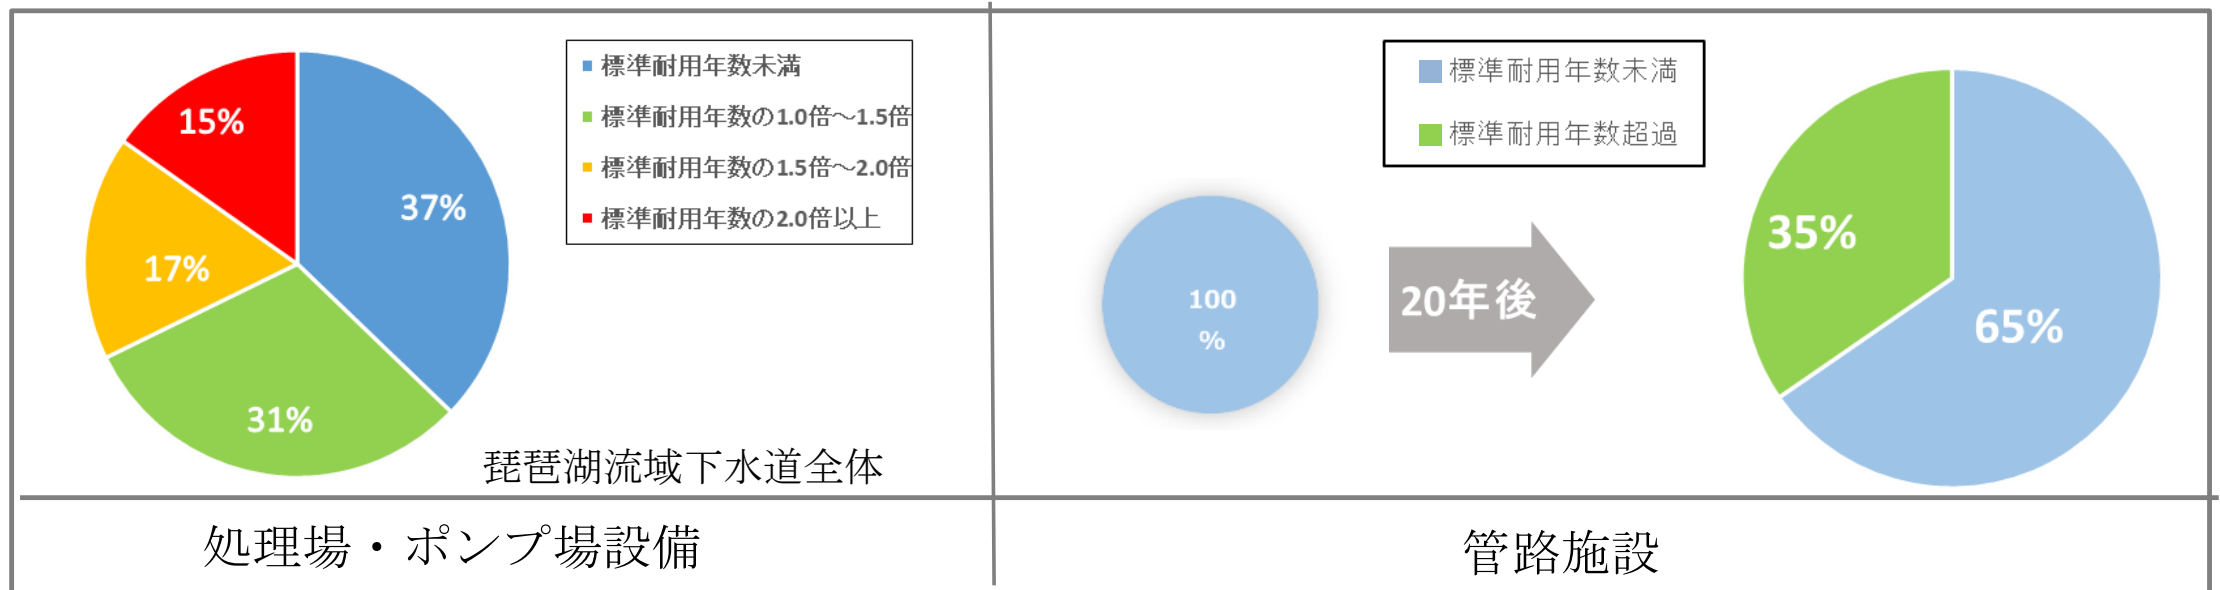 15%
37%
17%
31%
標準耐用年数未満
標準耐用年数の1.0倍～1.5倍
標準耐用年数の1.5倍～2.0倍
標準耐用年数の2.0倍以上
琵琶湖流域下水道全体
処理場・ポンプ場設備
標準耐用年数未満
標準耐用年数超過
100
%
20年後
35%
65%
管路施設